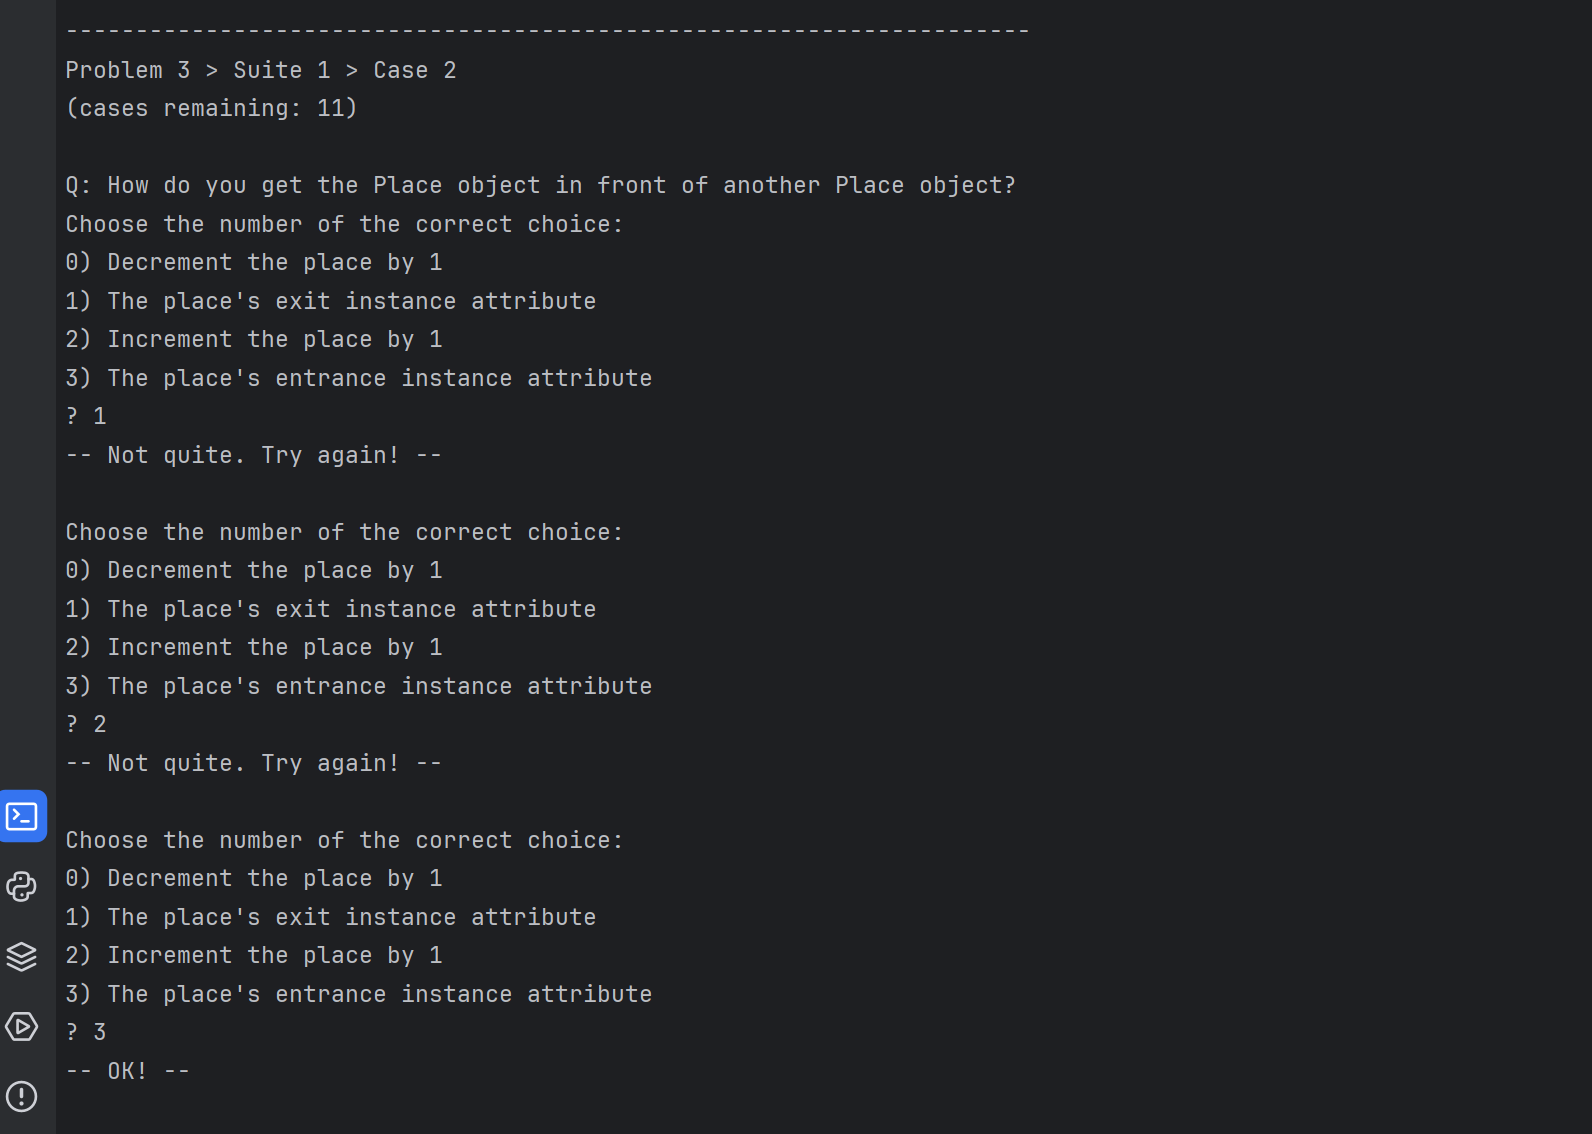 ---------------------------------------------------------------------
Problem 3 > Suite 1 > Case 2
(cases remaining: 11)
Q: How do you get the Place object in front of another Place object?
Choose the number of the correct choice:
0) Decrement the place by 1
1) The place's exit instance attribute
2) Increment the place by 1
3) The place's entrance instance attribute
? 1
-- Not quite. Try again! --
Choose the number of the correct choice:
0) Decrement the place by 1
1) The place's exit instance attribute
2) Increment the place by 1
3) The place's entrance instance attribute
? 2
-- Not quite. Try again! --
Choose the number of the correct choice:
0) Decrement the place by 1
1) The place's exit instance attribute
2) Increment the place by 1
3) The place's entrance instance attribute
? 3
-- OK! --